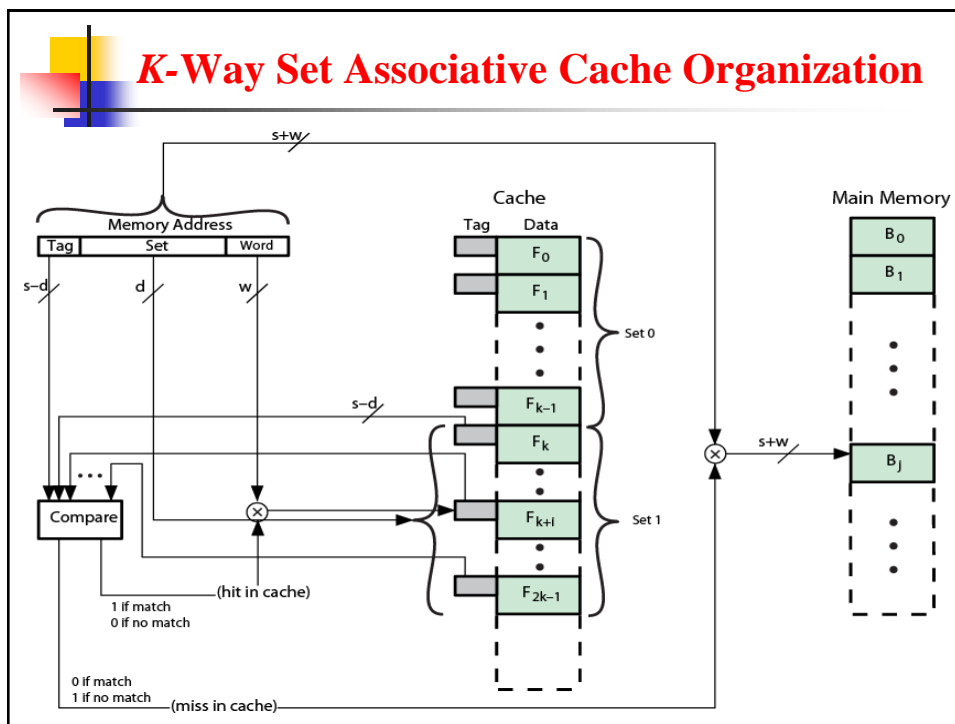 K-Way Set Associative Cache Organization
s+w
Cache
Main Memory
Memory Address
Tag Data
Tag Set Word
F0
B0
F1
B1
s–d d w
Set 0
s–d
Fk–1
Fk
s+w
Bj
Compare
Fk+i
Set 1
F2k–1
(hit in cache)
1 if match
0 if no match
0 if match
1 if no match
(miss in cache)